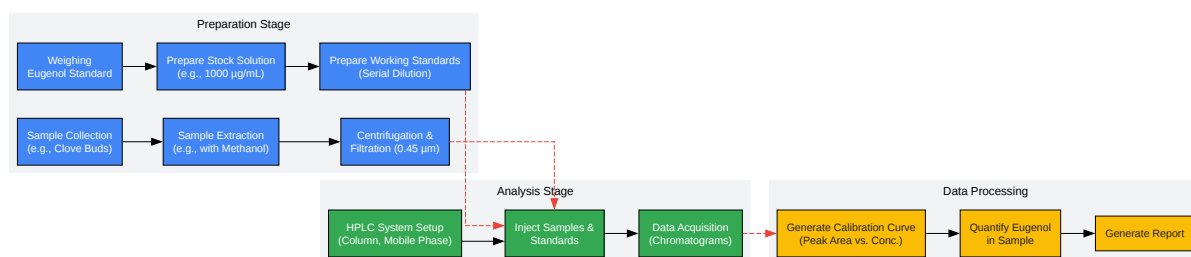 Preparation Stage
Weighing
Eugenol Standard
Prepare Stock Solution
(e.g., 1000 µg/mL)
Prepare Working Standards
(Serial Dilution)
Sample Collection
(e.g., Clove Buds)
Sample Extraction
(e.g., with Methanol)
Centrifugation &
Filtration (0.45 µm)
Analysis Stage
HPLC System Setup
(Column, Mobile Phase)
Inject Samples &
Standards
Data Acquisition
(Chromatograms)
Data Processing
Generate Calibration Curve
(Peak Area vs. Conc.)
Quantify Eugenol
in Sample
Generate Report